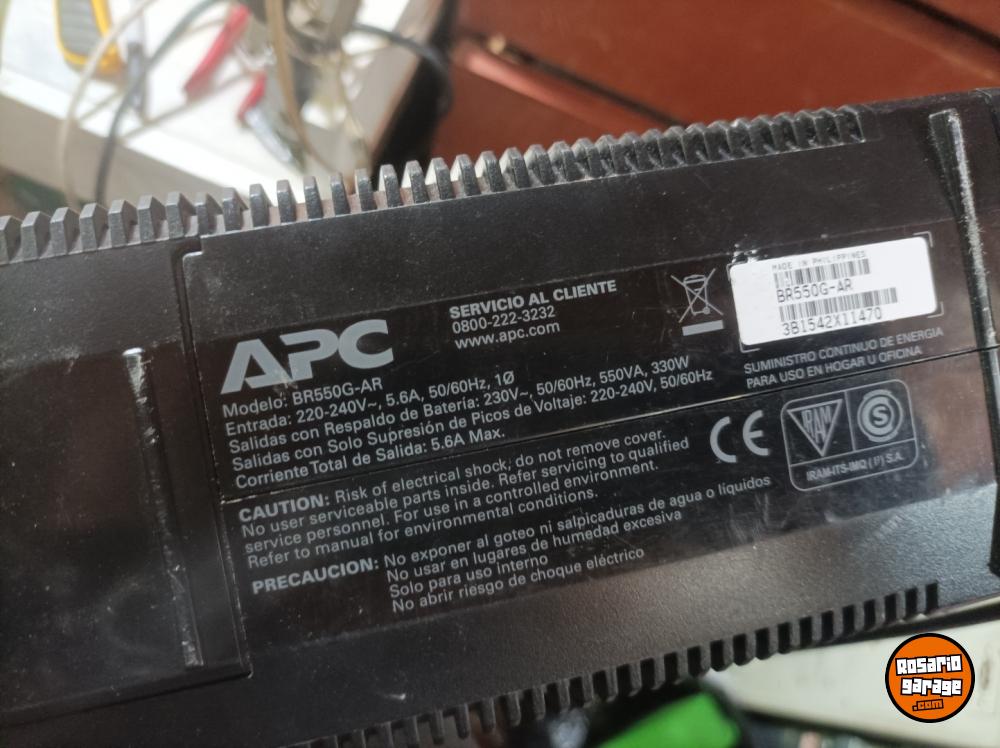 APC
SERVICIO AL CLIENTE
0800-222-3232
www.apc.com
MADE IN PHILIPPINES
BR550G-AR
3B1542X11470
SUMINISTRO CONTINUO DE ENERGIA
PARA USO EN HOGAR U OFICINA
Modelo: BR550G-AR
Entrada: 220-240V~, 5.6A, 50/60Hz, 1Ø
Salidas con Respaldo de Batería: 230V~, 50/60Hz, 550VA, 330W
Salidas con Solo Supresión de Picos de Voltaje: 220-240V, 50/60Hz
Corriente Total de Salida: 5.6A Max.
CE
IRAM
S
IRAM-ITS-IMQ ( P ) S.A.
CAUTION: Risk of electrical shock, do not remove cover.
No user serviceable parts inside. Refer servicing to qualified
service personnel. For use in a controlled environment.
Refer to manual for environmental conditions.
PRECAUCION: No exponer al goteo ni salpicaduras de agua o liquidos
No usar en lugares de humedad excesiva
Solo para uso interno
No abrir riesgo de choque eléctrico
Rosario
garage
.com